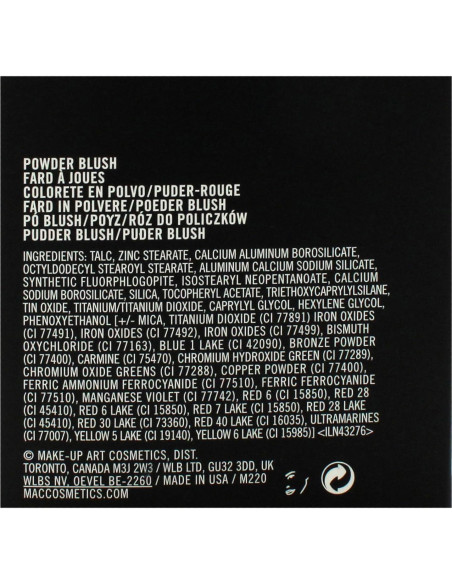 POWDER BLUSH
FARD À JOUES
COLORETE EN POLVO/PUDER-ROUGE
FARD IN POLVERE/POEDER BLUSH
PÓ BLUSH/ΡΟΥΖ/RÓŻ DO POLICZKÓW
PUDDER BLUSH/PUDER BLUSH
INGREDIENTS: TALC, ZINC STEARATE, CALCIUM ALUMINUM BOROSILICATE,
OCTYLDODECYL STEAROYL STEARATE, ALUMINUM CALCIUM SODIUM SILICATE,
SYNTHETIC FLUORPHLOGOPITE, ISOSTEARYL NEOPENTANOATE, CALCIUM
SODIUM BOROSILICATE, SILICA, TOCOPHERYL ACETATE, TRIETHOXYCAPRYLYLSILANE,
TIN OXIDE, TITANIUM/TITANIUM DIOXIDE, CAPRYLYL GLYCOL, HEXYLENE GLYCOL,
PHENOXYETHANOL [+/- MICA, TITANIUM DIOXIDE (CI 77891) IRON OXIDES
(CI 77491), IRON OXIDES (CI 77492), IRON OXIDES (CI 77499), BISMUTH
OXYCHLORIDE (CI 77163), BLUE 1 LAKE (CI 42090), BRONZE POWDER
(CI 77400), CARMINE (CI 75470), CHROMIUM HYDROXIDE GREEN (CI 77289),
CHROMIUM OXIDE GREENS (CI 77288), COPPER POWDER (CI 77400),
FERRIC AMMONIUM FERROCYANIDE (CI 77510), FERRIC FERROCYANIDE
(CI 77510), MANGANESE VIOLET (CI 77742), RED 6 (CI 15850), RED 28
(CI 45410), RED 6 LAKE (CI 15850), RED 7 LAKE (CI 15850), RED 28 LAKE
(CI 45410), RED 30 LAKE (CI 73360), RED 40 LAKE (CI 16035), ULTRAMARINES
(CI 77007), YELLOW 5 LAKE (CI 19140), YELLOW 6 LAKE (CI 15985)] <ILN43276>
© MAKE-UP ART COSMETICS, DIST.
TORONTO, CANADA M3J 2W3 / WLB LTD, GU32 3DD, UK
WLBS NV. OEVEL BE-2260 / MADE IN USA / M220
MACCOSMETICS.COM